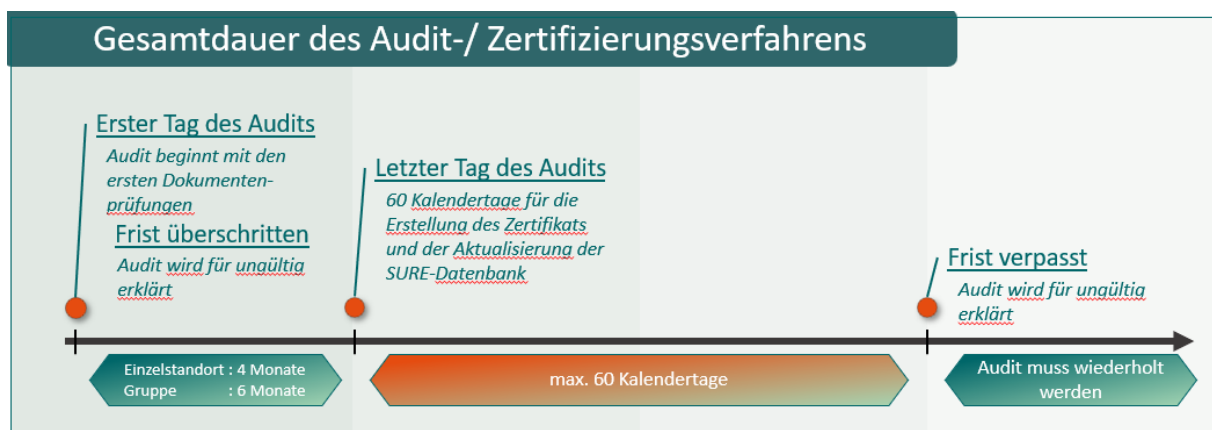 Gesamtdauer des Audit-/ Zertifizierungsverfahrens
Erster Tag des Audits
Audit beginnt mit den
ersten Dokumenten-
prüfungen
Frist überschritten
Audit wird für ungültig
erklärt
Letzter Tag des Audits
60 Kalendertage für die
Erstellung des Zertifikats
und der Aktualisierung der
SURE-Datenbank
Frist verpasst
Audit wird für ungültig
erklärt
Einzelstandort : 4 Monate
Gruppe : 6 Monate
max. 60 Kalendertage
Audit muss wiederholt
werden